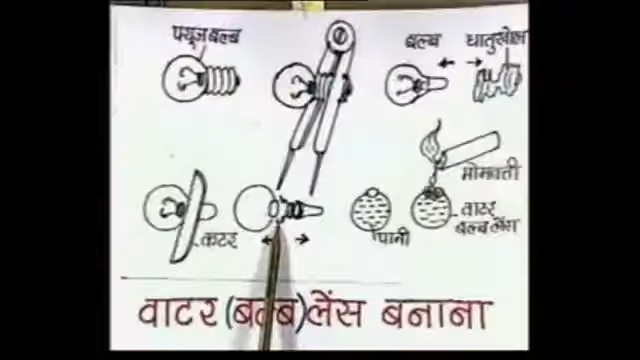 फ्यूज बल्ब
बल्ब
धातुखोल
मोमबत्ती
कटर
पानी
वाटर
बल्ब लेंस
वाटर (बल्ब) लेंस बनाना